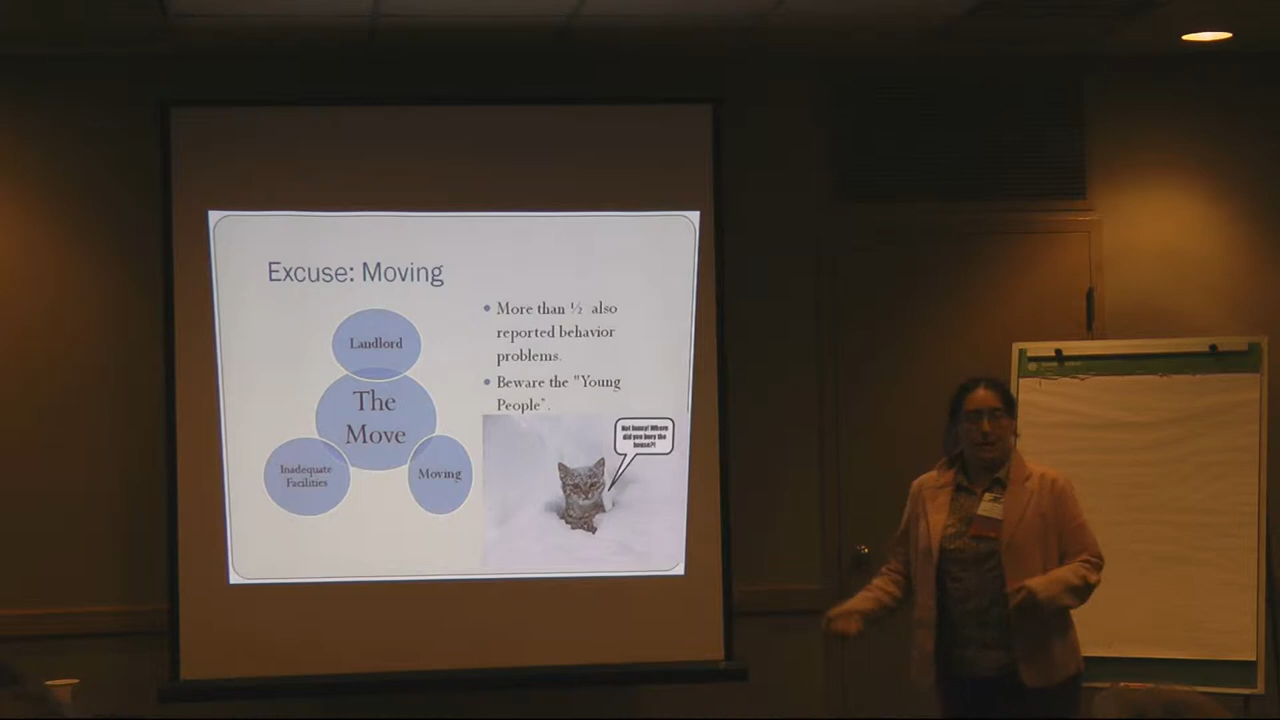 Excuse: Moving
Landlord
The
Move
Inadequate
Facilities
Moving
• More than ½ also
reported behavior
problems.
• Beware the "Young
People".
Not funny! Where
did you bury the
house?!